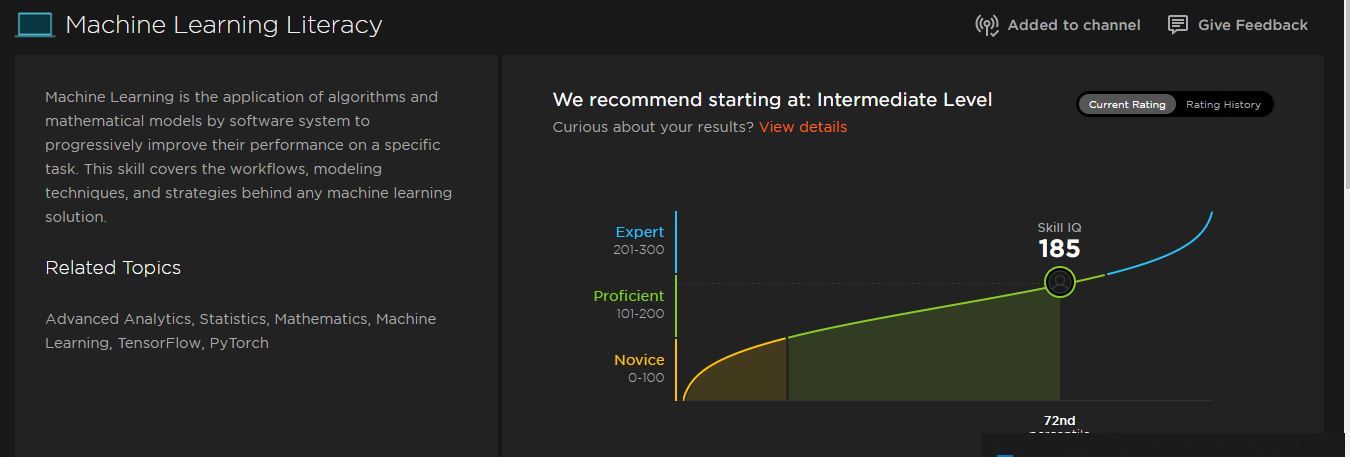 Machine Learning Literacy
Added to channel
Give Feedback
Machine Learning is the application of algorithms and
mathematical models by software system to
progressively improve their performance on a specific
task. This skill covers the workflows, modeling
techniques, and strategies behind any machine learning
solution.
Related Topics
Advanced Analytics, Statistics, Mathematics, Machine
Learning, TensorFlow, PyTorch
We recommend starting at: Intermediate Level
Curious about your results? View details
Current Rating
Rating History
Expert
201-300
Proficient
101-200
Novice
0-100
Skill IQ
185
72nd
percentile